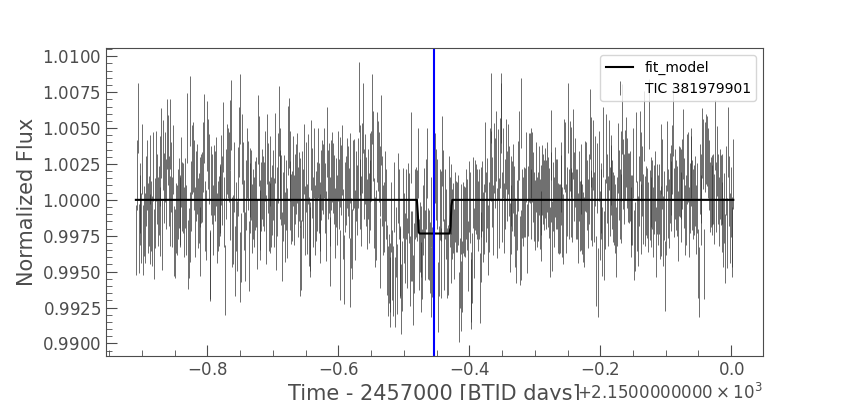 1.0100
1.0075
1.0050
1.0025
1.0000
0.9975
0.9950
0.9925
0.9900
Normalized Flux
fit_model
TIC 381979901
−0.8 −0.6 −0.4 −0.2 0.0
Time - 2457000 [BTJD days]
+2.1500000000 × 10³